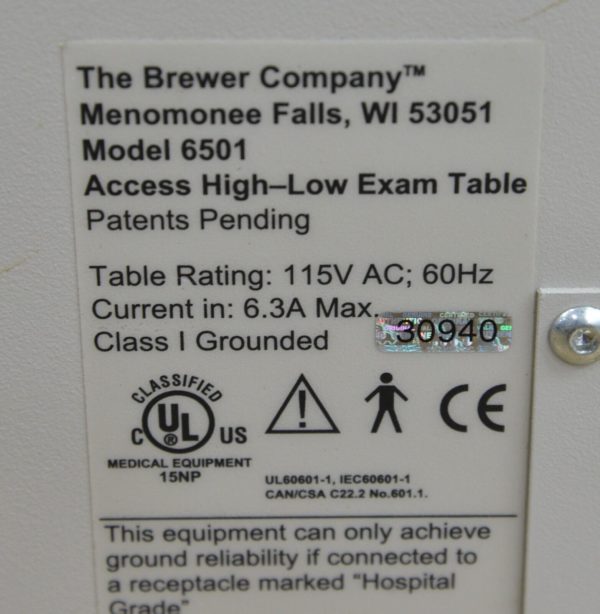 The Brewer Company™
Menomonee Falls, WI 53051
Model 6501
Access High–Low Exam Table
Patents Pending
Table Rating: 115V AC; 60Hz
Current in: 6.3A Max.
Class I Grounded
30940
CLASSIFIED
C UL® US
MEDICAL EQUIPMENT
15NP
CE
UL60601-1, IEC60601-1
CAN/CSA C22.2 No.601.1.
This equipment can only achieve
ground reliability if connected to
a receptacle marked “Hospital
Grade”